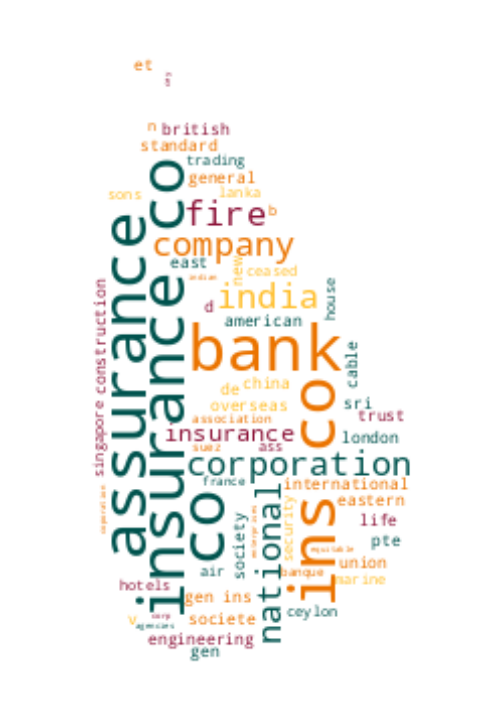 et
n
british
standard
trading
general
sons
lanka
fire
b
company
east
ceased
new
indian
india
house
d
american
assurance
insurance co
construction
singapore
bank
cable
china
de
overseas
sri
association
trust
insurance
london
suez
ass
corporation
ins co
co
france
international
national
security
eastern
society
life
pte
equitable
union
air
banque
marine
hotels
gen ins
ceylon
v
corp
agencies
societe
engineering
gen